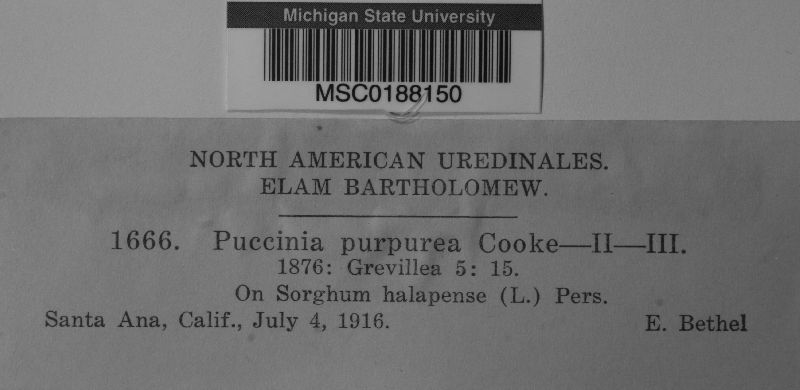 Michigan State University
MSC0188150
NORTH AMERICAN UREDINALES.
ELAM BARTHOLOMEW.
1666. Puccinia purpurea Cooke—II—III.
1876: Grevillea 5: 15.
On Sorghum halapense (L.) Pers.
Santa Ana, Calif., July 4, 1916. E. Bethel